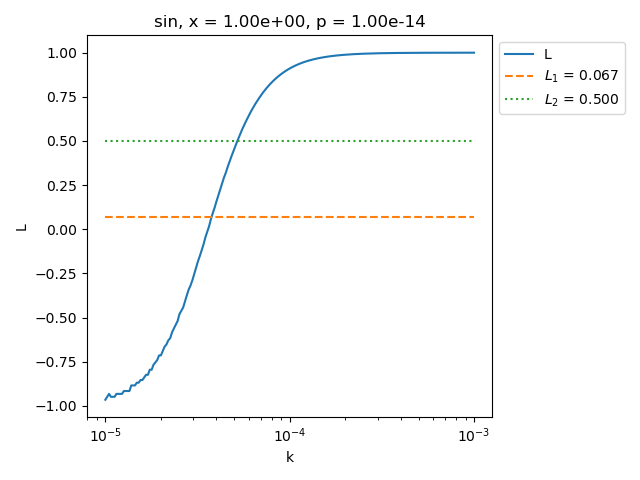 sin, x = 1.00e+00, p = 1.00e-14
L
L₁ = 0.067
L₂ = 0.500
1.00
0.75
0.50
0.25
0.00
−0.25
−0.50
−0.75
−1.00
L
10⁻⁵
10⁻⁴
10⁻³
k